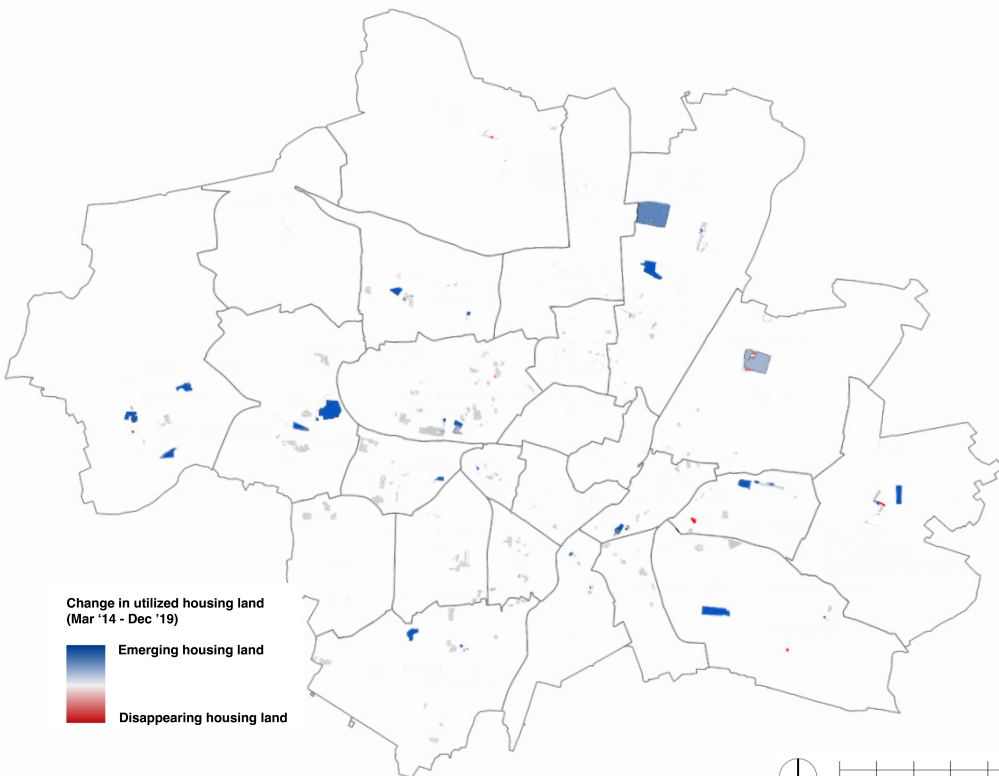 Change in utilized housing land
(Mar ‘14 - Dec ’19)
Emerging housing land
Disappearing housing land